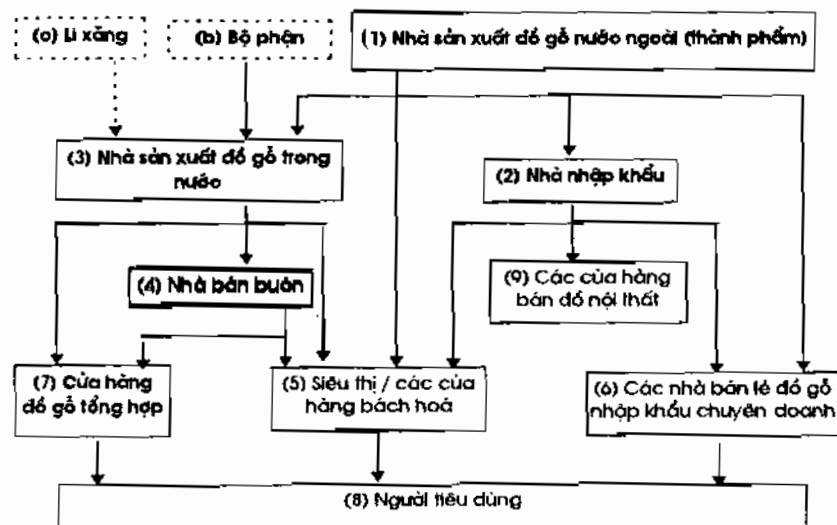 (a) Li xăng
(b) Bộ phận
(1) Nhà sản xuất đồ gỗ nước ngoài (thành phẩm)
(3) Nhà sản xuất đồ gỗ trong
nước
(2) Nhà nhập khẩu
(4) Nhà bán buôn
(9) Các của hàng
bán đồ nội thất
(7) Cửa hàng
đồ gỗ tổng hợp
(5) Siêu thị / các của
hàng bách hoá
(6) Các nhà bán lẻ đồ gỗ
nhập khẩu chuyên doanh
(8) Người tiêu dùng